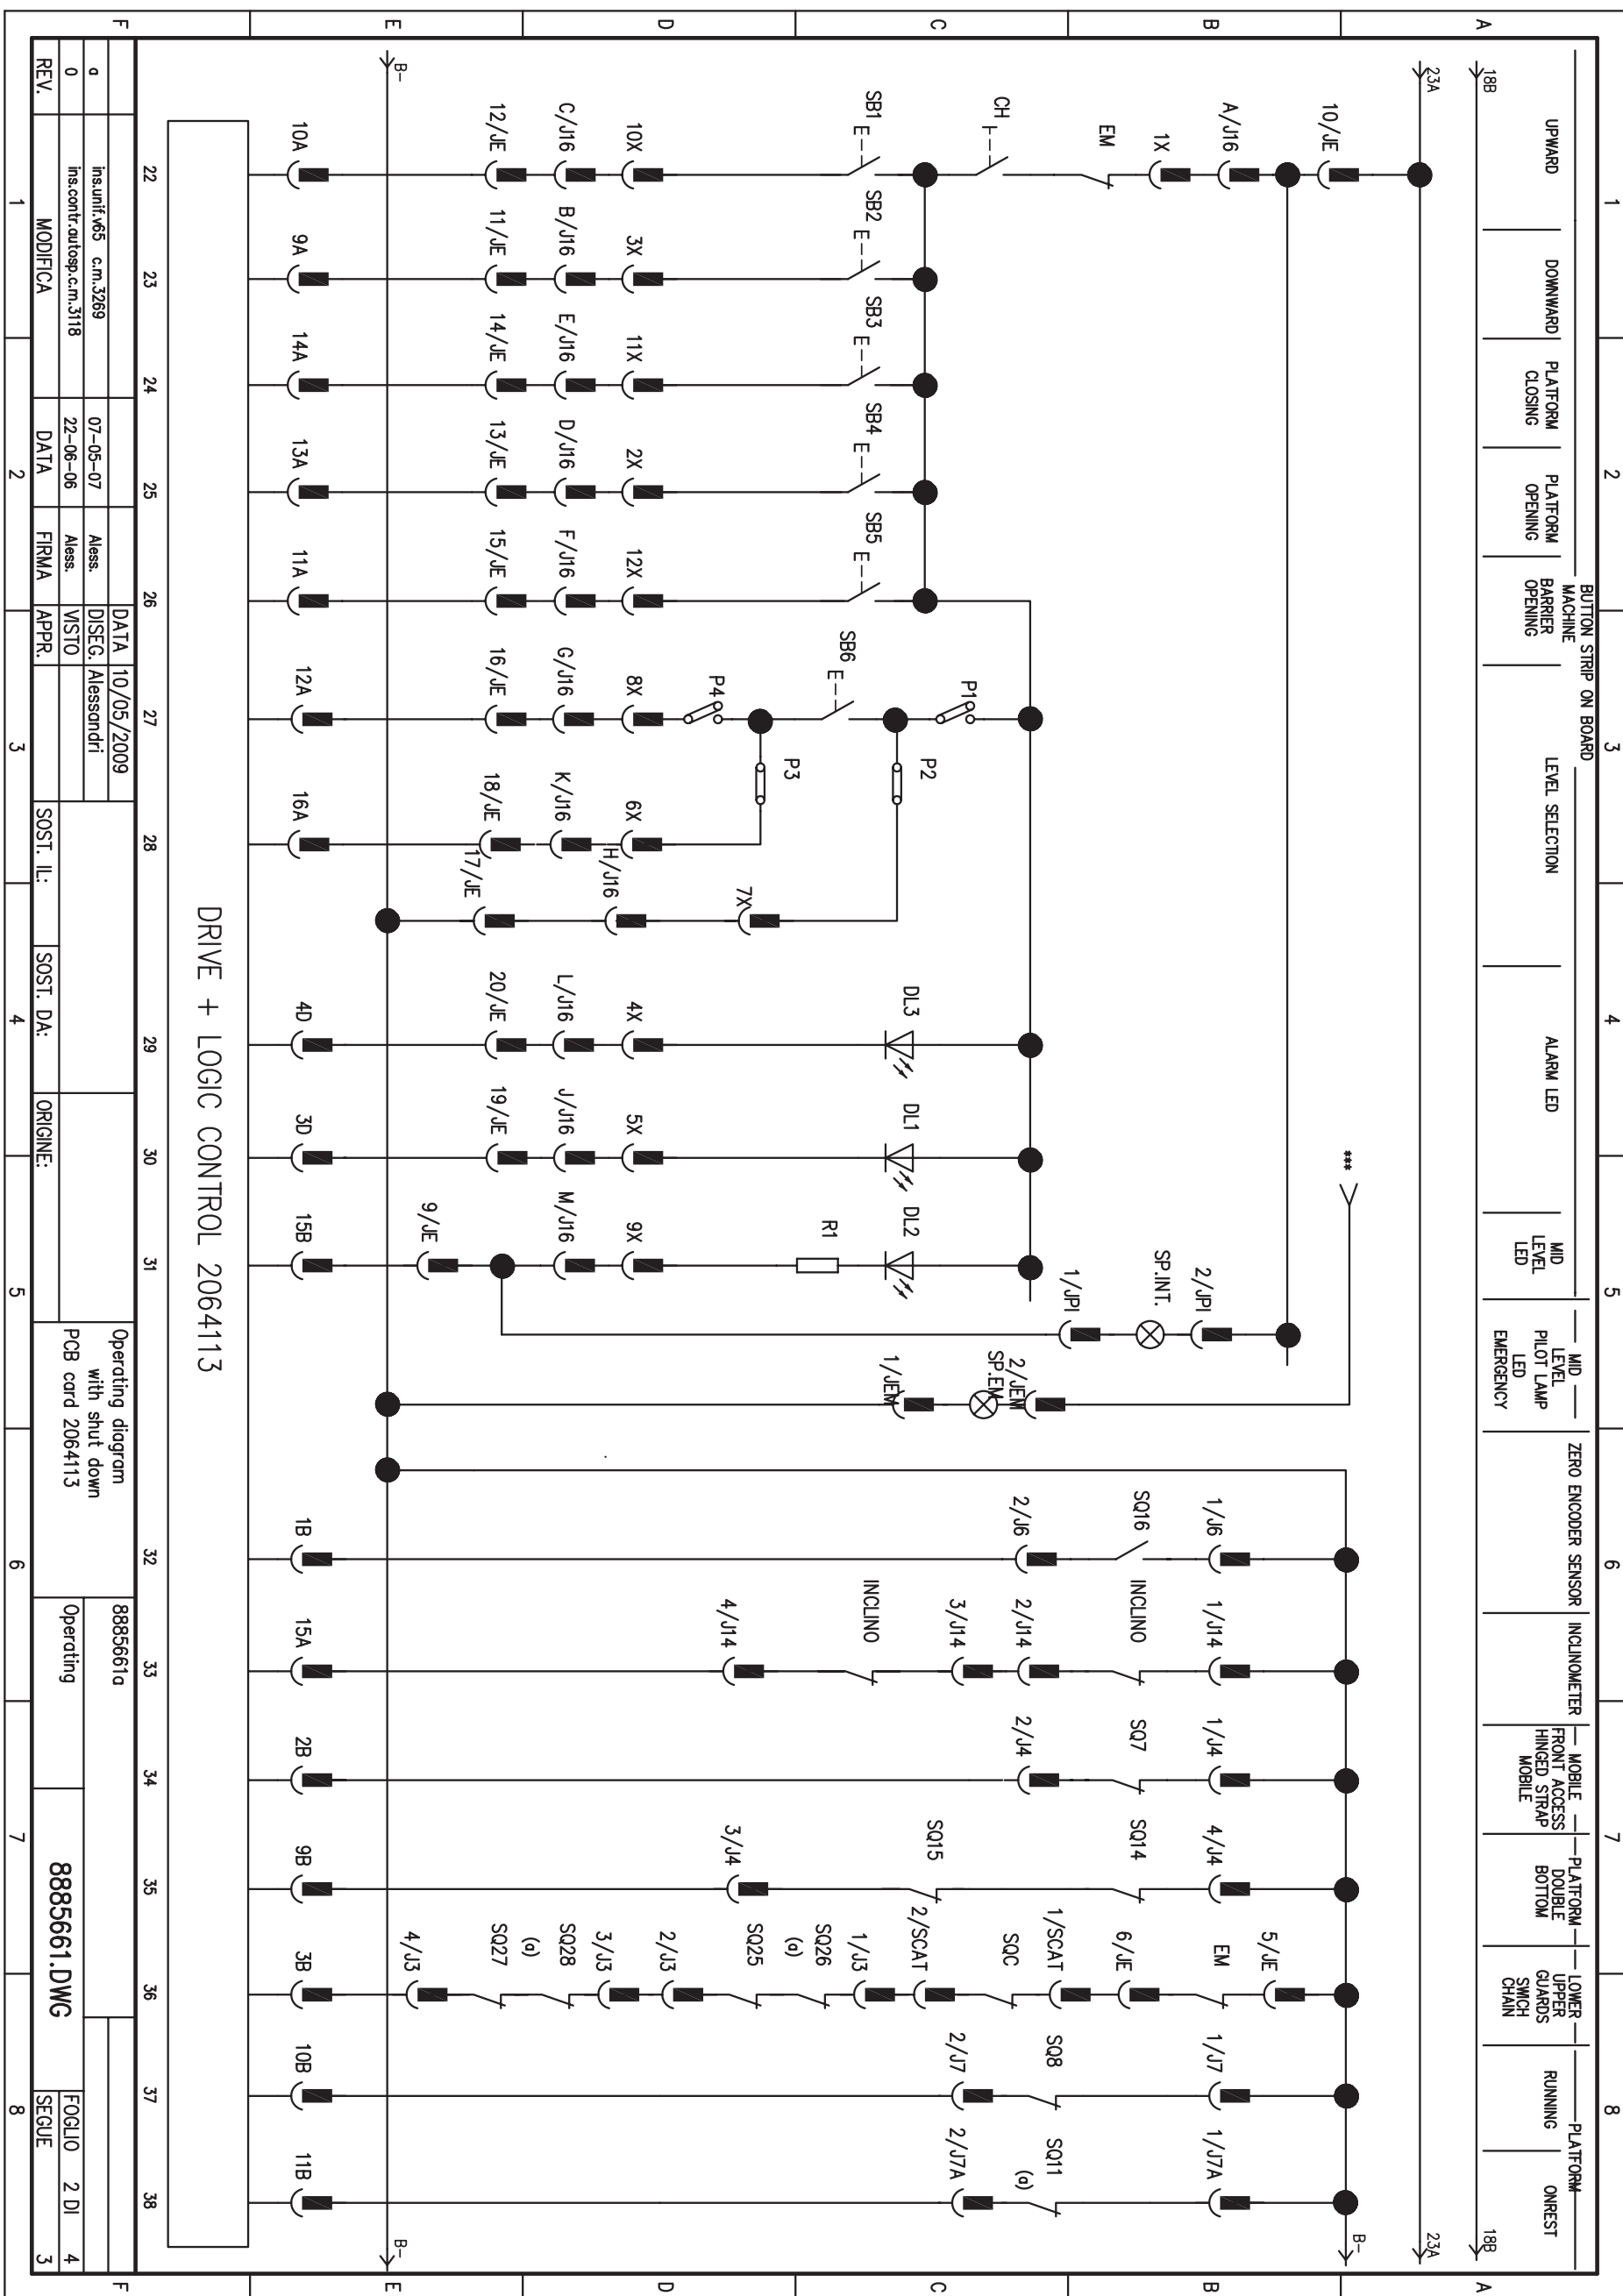 1 2 3 4 5 6 7 8
A
B
C
D
E
F
BUTTON STRIP ON BOARD
UPWARD
DOWNWARD
PLATFORM
CLOSING
PLATFORM
OPENING
MACHINE
BARRIER
OPENING
LEVEL SELECTION
ALARM LED
MID
LEVEL
LED
MID
LEVEL
PILOT LAMP
LED
EMERGENCY
ZERO ENCODER SENSOR
INCLINOMETER
MOBILE
FRONT ACCESS
HINGED STRAP
MOBILE
PLATFORM
DOUBLE
BOTTOM
LOWER
UPPER
GUARDS
SWICH
CHAIN
PLATFORM
RUNNING
ONREST
18B 18B
23A 23A
10/JE
A/J16
1X
EM
CH
SB1
10X
C/J16
12/JE
10A
22
SB2
3X
B/J16
11/JE
9A
23
SB3
11X
E/J16
14/JE
14A
24
SB4
2X
D/J16
13/JE
13A
25
SB5
12X
F/J16
15/JE
11A
26
P1
SB6
P4
8X
G/J16
16/JE
12A
27
P2
P3
6X
K/J16
18/JE
16A
28
7X
H/J16
17/JE
DL3
4X
L/J16
20/JE
4D
29
DL1
5X
J/J16
19/JE
3D
30
DL2
R1
9X
M/J16
9/JE
15B
31
2/JPI
SP.INT.
1/JPI
***
2/JEM
SP.EM
1/JEM
1/J6
SQ16
2/J6
1B
32
1/J14
INCLINO
2/J14
3/J14
INCLINO
4/J14
15A
33
1/J4
SQ7
2/J4
2B
34
4/J4
SQ14
SQ15
3/J4
9B
35
5/JE
EM
6/JE
1/SCAT
SQC
2/SCAT
1/J3
SQ26
(a)
SQ25
2/J3
3/J3
SQ28
(a)
SQ27
4/J3
3B
36
1/J7
SQ8
2/J7
10B
37
1/J7A
SQ11
(a)
2/J7A
11B
38
B-
B- B-
DRIVE + LOGIC CONTROL 2064113
a ins.unif.v65 c.m.3269 07-05-07 Aless.
0 ins.contr.autosp.c.m.3118 22-06-06 Aless.
REV. MODIFICA DATA FIRMA APPR.
DATA 10/05/2009
DISEG. Alessandri
VISTO
SOST. IL: SOST. DA: ORIGINE:
Operating diagram
with shut down
PCB card 2064113
8885661a
Operating
8885661.DWG
FOGLIO 2 DI 4
SEGUE 3
1 2 3 4 5 6 7 8
A
B
C
D
E
F